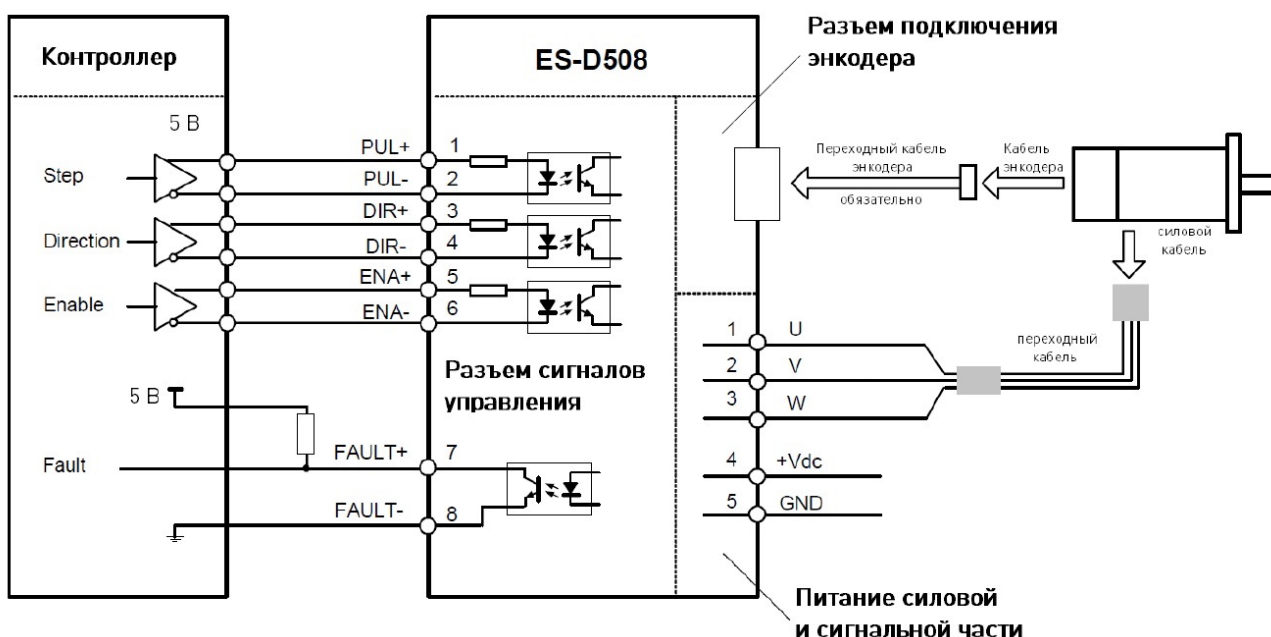 Контроллер
ES-D508
Разъем подключения
энкодера
5 В
Step
PUL+
1
PUL-
2
Direction
DIR+
3
DIR-
4
Enable
ENA+
5
ENA-
6
Переходный кабель
энкодера
обязательно
Кабель
энкодера
силовой
кабель
Разъем сигналов
управления
1
U
2
V
3
W
переходный
кабель
5 В
Fault
FAULT+
7
FAULT-
8
4
+Vdc
5
GND
Питание силовой
и сигнальной части